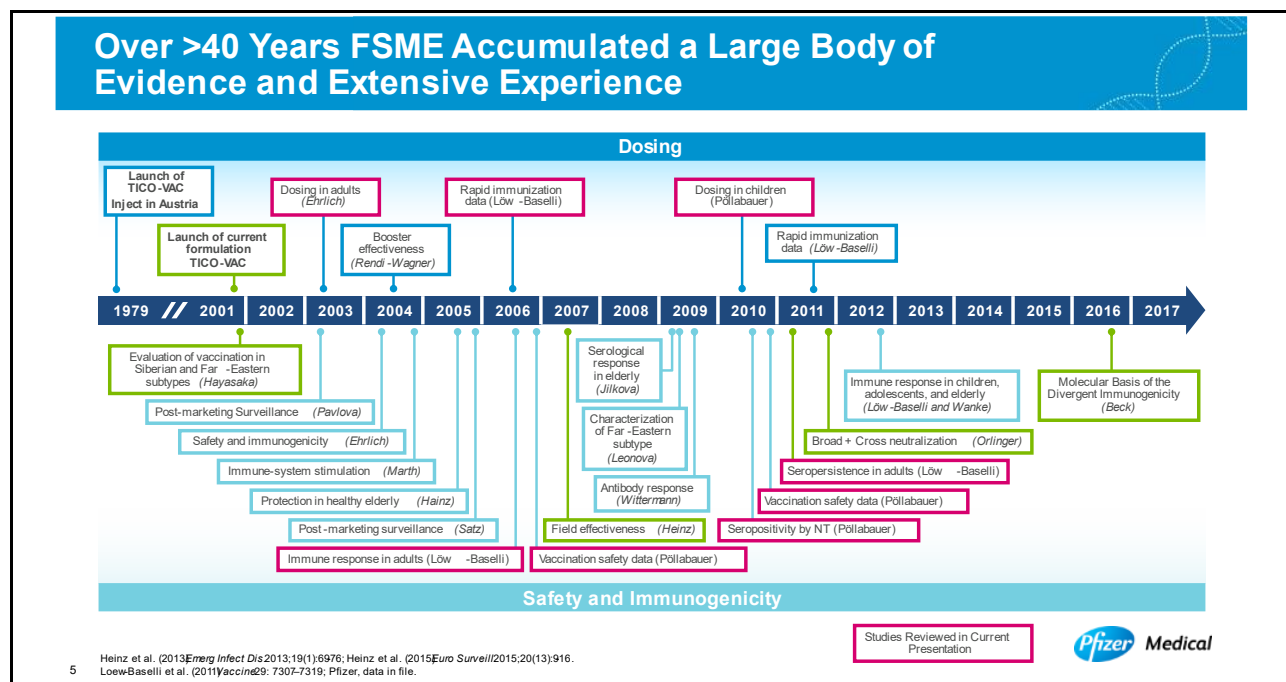 Over >40 Years FSME Accumulated a Large Body of
Evidence and Extensive Experience
Dosing
Launch of
TICO-VAC
Inject in Austria
Dosing in adults
(Ehrlich)
Rapid immunization
data (Löw -Baselli)
Dosing in children
(Pöllabauer)
Launch of current
formulation
TICO-VAC
Booster
effectiveness
(Rendi -Wagner)
Rapid immunization
data (Löw -Baselli)
1979 // 2001 2002 2003 2004 2005 2006 2007 2008 2009 2010 2011 2012 2013 2014 2015 2016 2017
Evaluation of vaccination in
Siberian and Far -Eastern
subtypes (Hayasaka)
Post-marketing Surveillance (Pavlova)
Safety and immunogenicity (Ehrlich)
Immune-system stimulation (Marth)
Protection in healthy elderly (Hainz)
Post -marketing surveillance (Satz)
Immune response in adults (Löw -Baselli)
Vaccination safety data (Pöllabauer)
Field effectiveness (Heinz)
Serological
response
in elderly
(Jilkova)
Characterization
of Far -Eastern
subtype
(Leonova)
Antibody response
(Wittermann)
Seropositivity by NT (Pöllabauer)
Vaccination safety data (Pöllabauer)
Seropersistence in adults (Löw -Baselli)
Broad + Cross neutralization (Orlinger)
Immune response in children,
adolescents, and elderly
(Löw -Baselli and Wanke)
Molecular Basis of the
Divergent Immunogenicity
(Beck)
Safety and Immunogenicity
Studies Reviewed in Current
Presentation
Pfizer Medical
Heinz et al. (2013)Emerg Infect Dis2013;19(1):6976; Heinz et al. (2015)Euro Surveill2015;20(13):916.
5 Loew-Baselli et al. (2011)Vaccine29: 7307–7319; Pfizer, data in file.